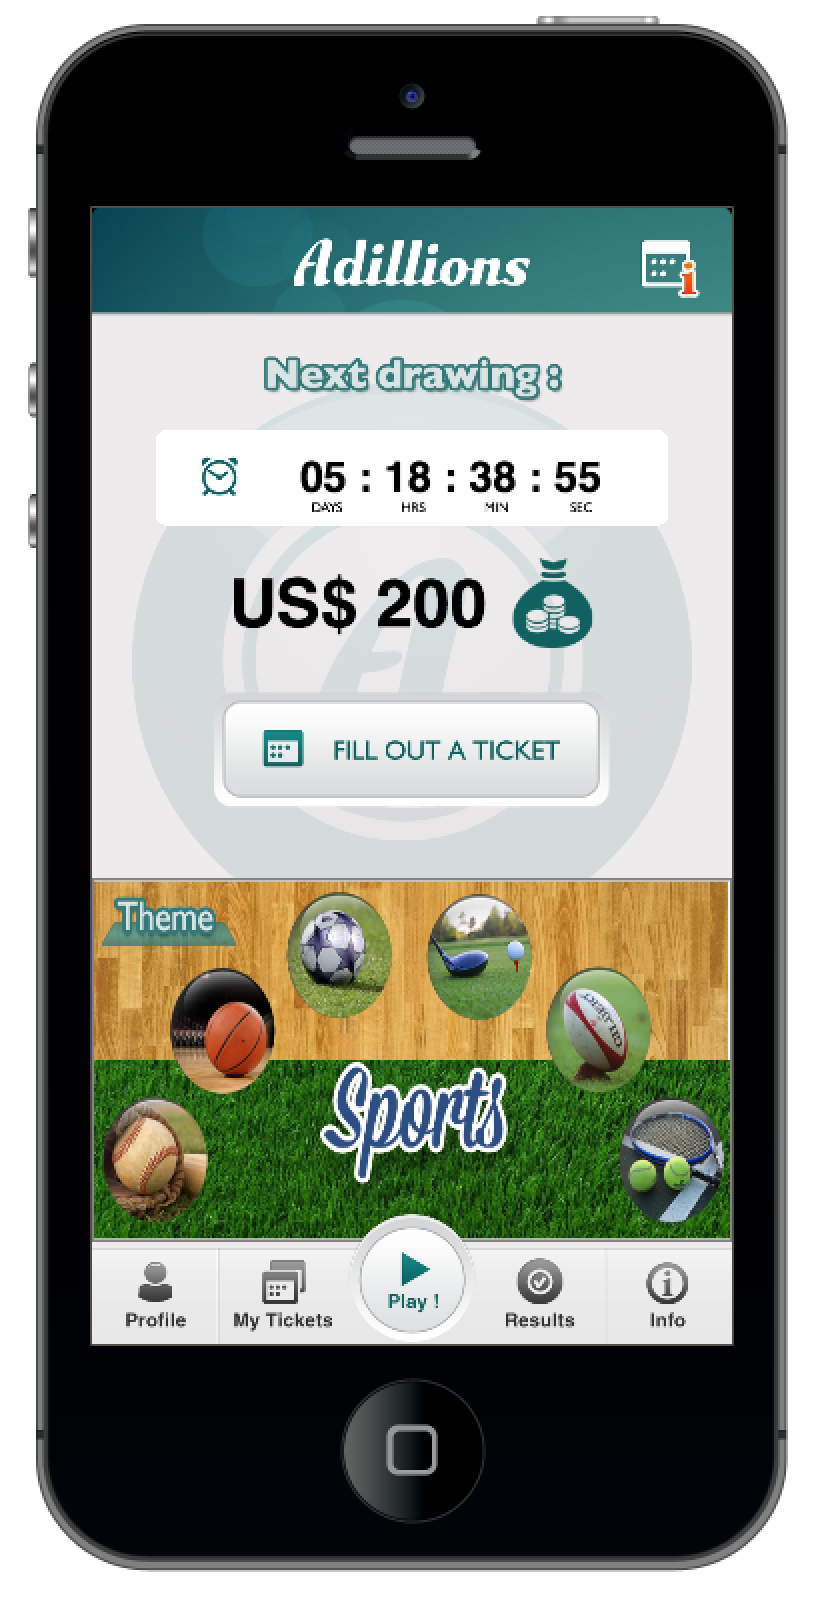 Adillions
Next drawing :
05 : 18 : 38 : 55
DAYS HRS MIN SEC
US$ 200
FILL OUT A TICKET
Theme
GILBERT
Sports
Play !
Profile My Tickets Results Info